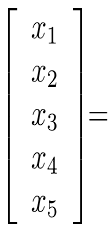 x₁
x₂
x₃ =
x₄
x₅